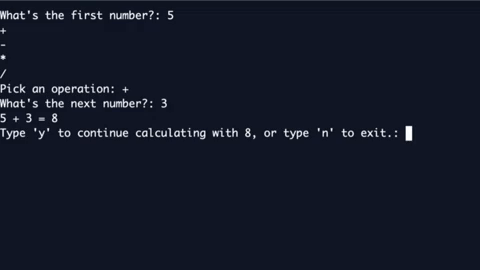 What's the first number?: 5
+
-
*
/
Pick an operation: +
What's the next number?: 3
5 + 3 = 8
Type 'y' to continue calculating with 8, or type 'n' to exit.: